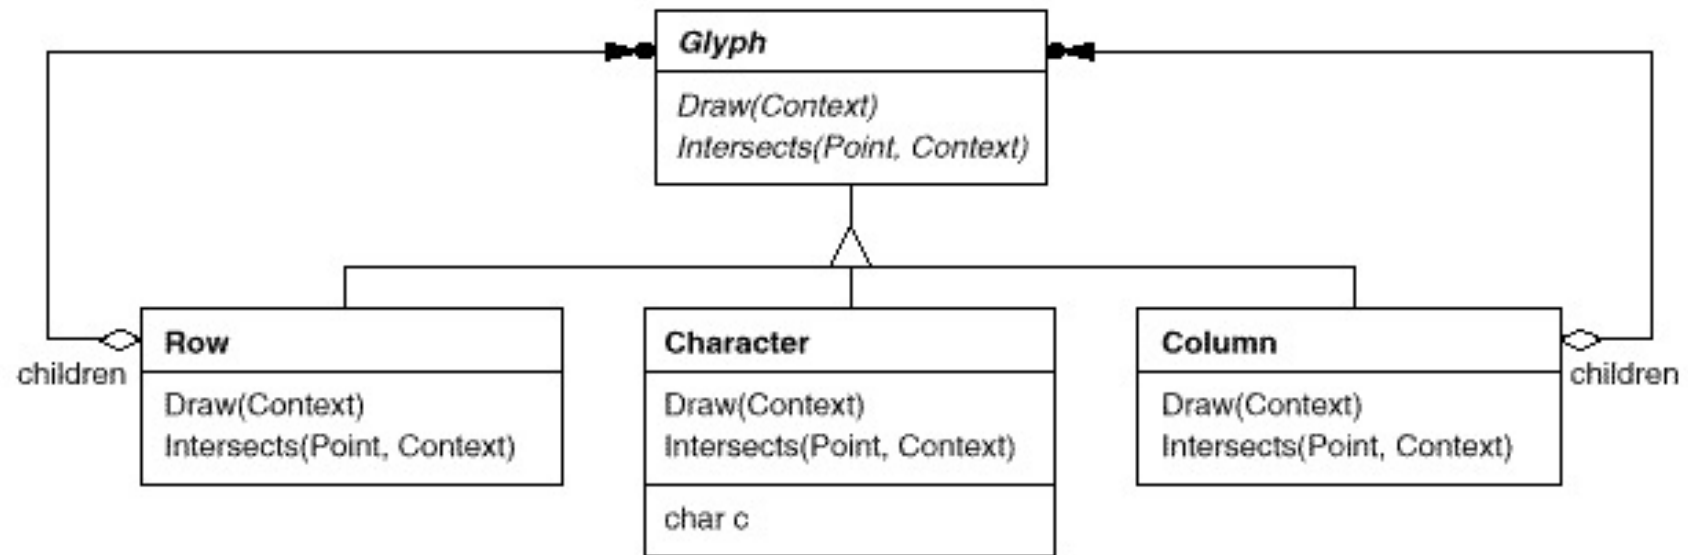 Glyph
Draw(Context)
Intersects(Point, Context)
children
Row
Draw(Context)
Intersects(Point, Context)
Character
Draw(Context)
Intersects(Point, Context)
char c
Column
Draw(Context)
Intersects(Point, Context)
children